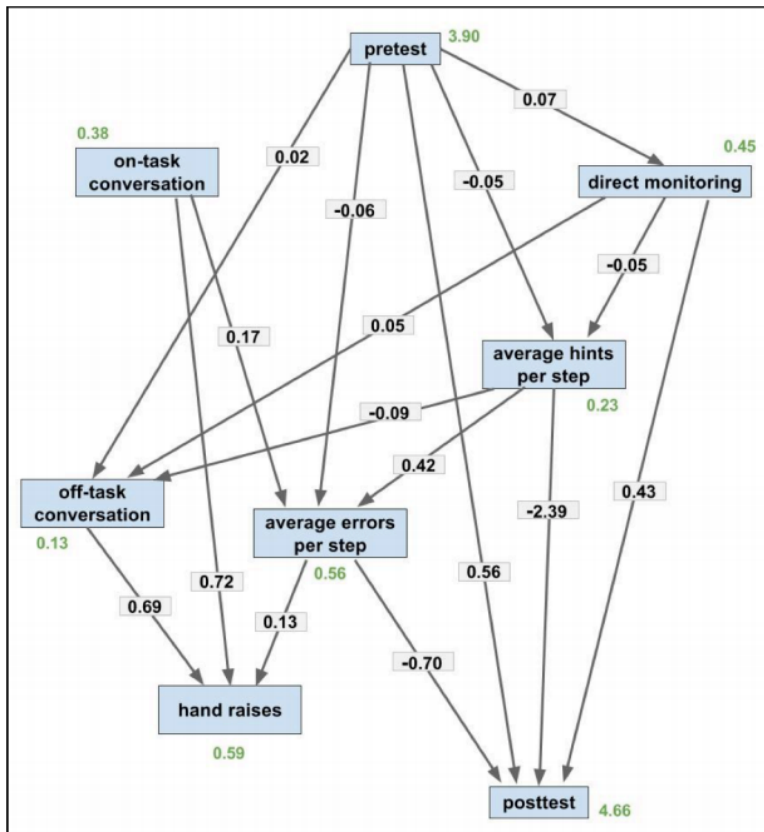 pretest
3.90
0.07
0.38
on-task
conversation
0.02
-0.05
0.45
direct monitoring
-0.06
-0.05
0.17
0.05
average hints
per step
0.23
-0.09
0.42
off-task
conversation
0.13
average errors
per step
0.56
-2.39
0.43
0.72
0.56
0.69
0.13
-0.70
hand raises
0.59
posttest
4.66